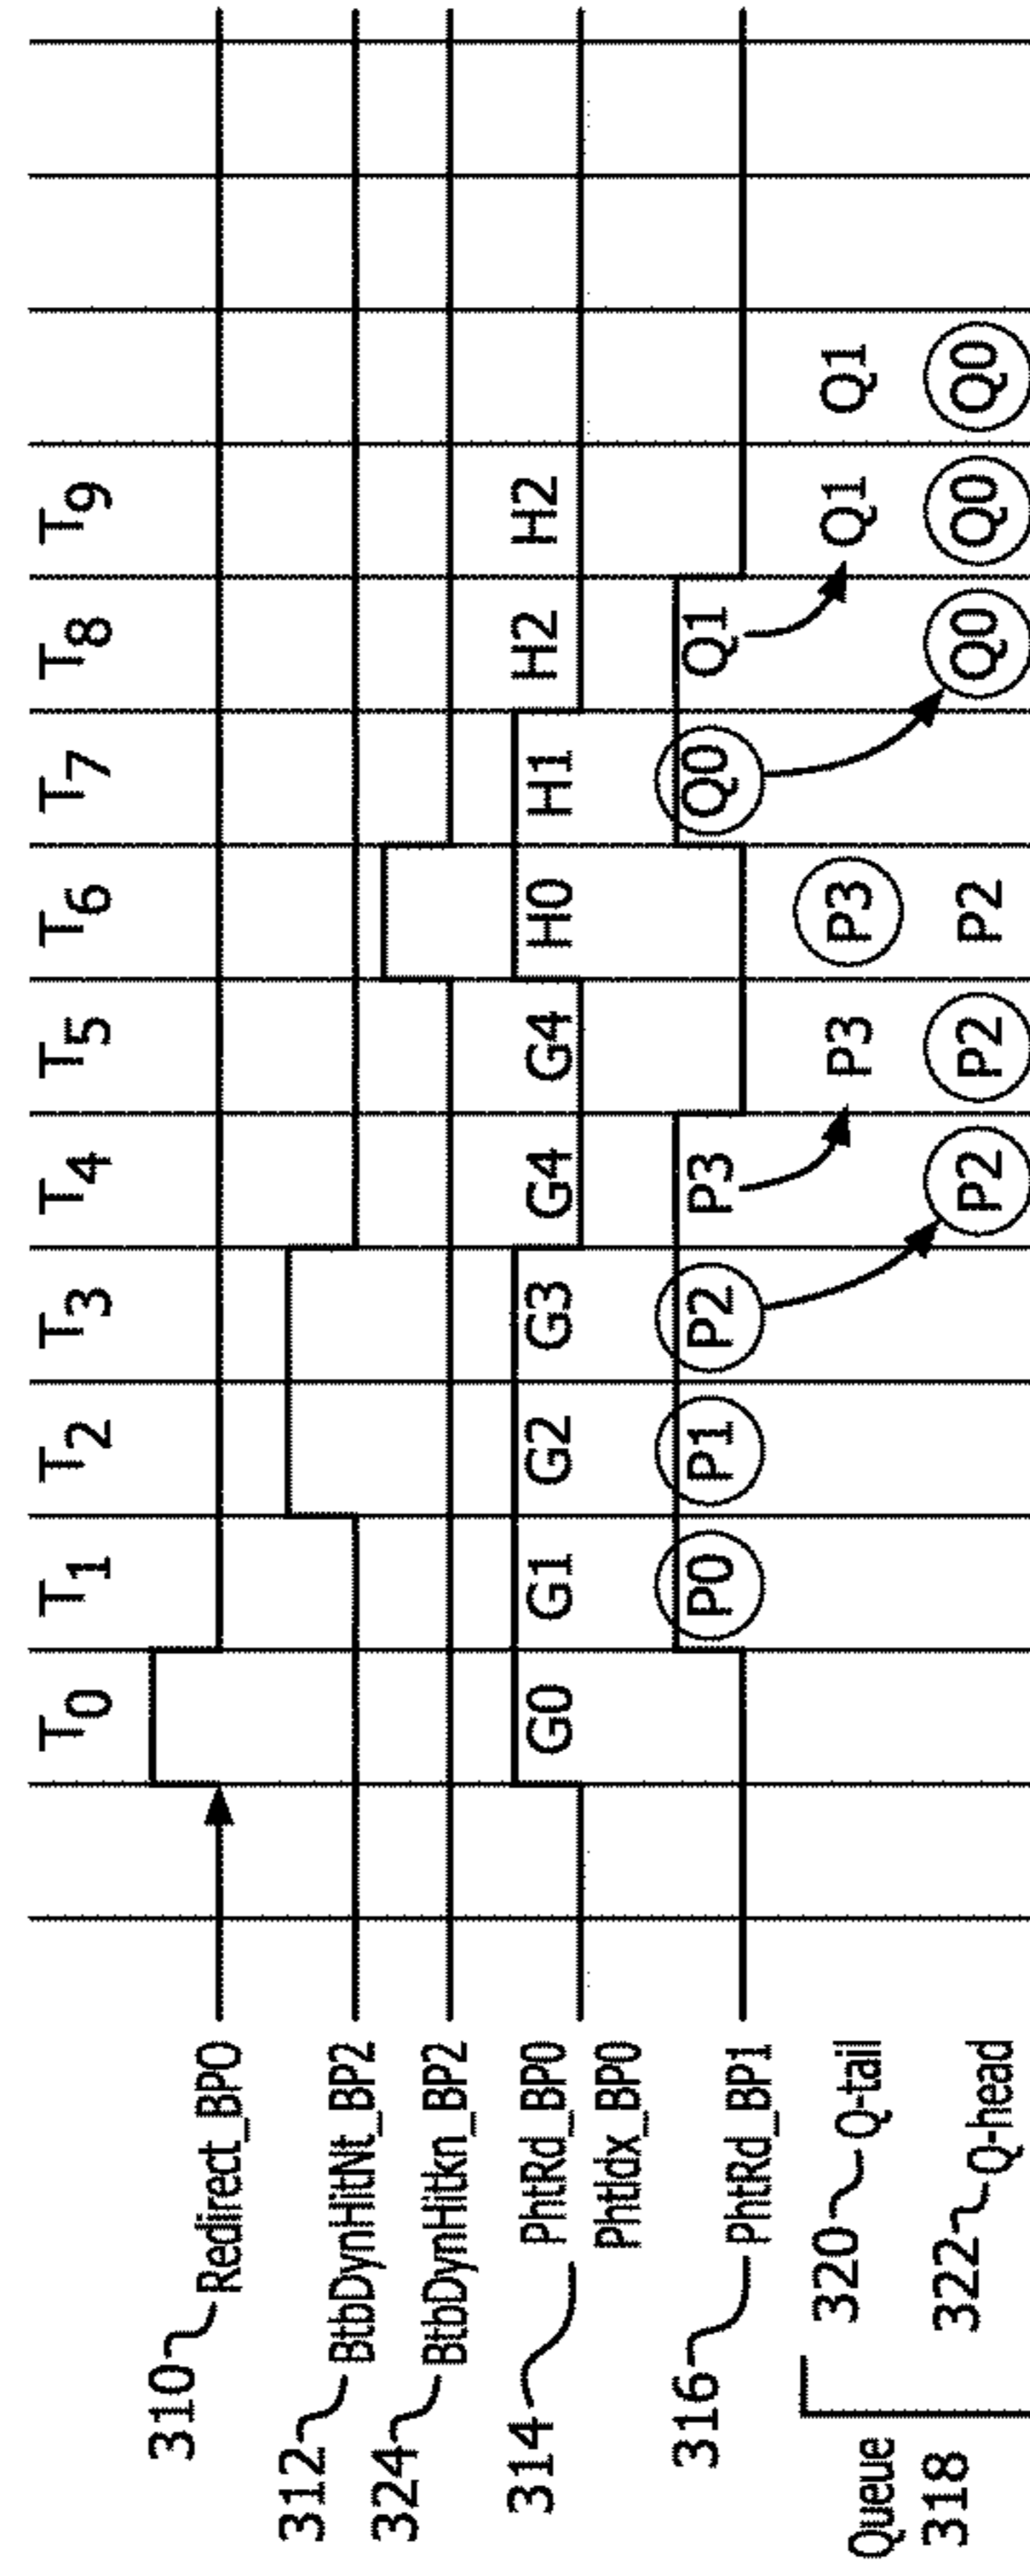 T0 T1 T2 T3 T4 T5 T6 T7 T8 T9
310 Redirect_BP0
312 BtbDynHitNt_BP2
324 BtbDynHitkn_BP2
314 PhtRd_BP0 G0 G1 G2 G3 G4 G4 H0 H1 H2 H2
PhtIdx_BP0
316 PhtRd_BP1 P0 P1 P2 P3 Q0 Q1
Queue 320 Q-tail P3 P3 Q1 Q1
318 322 Q-head P2 P2 P2 Q0 Q0 Q0